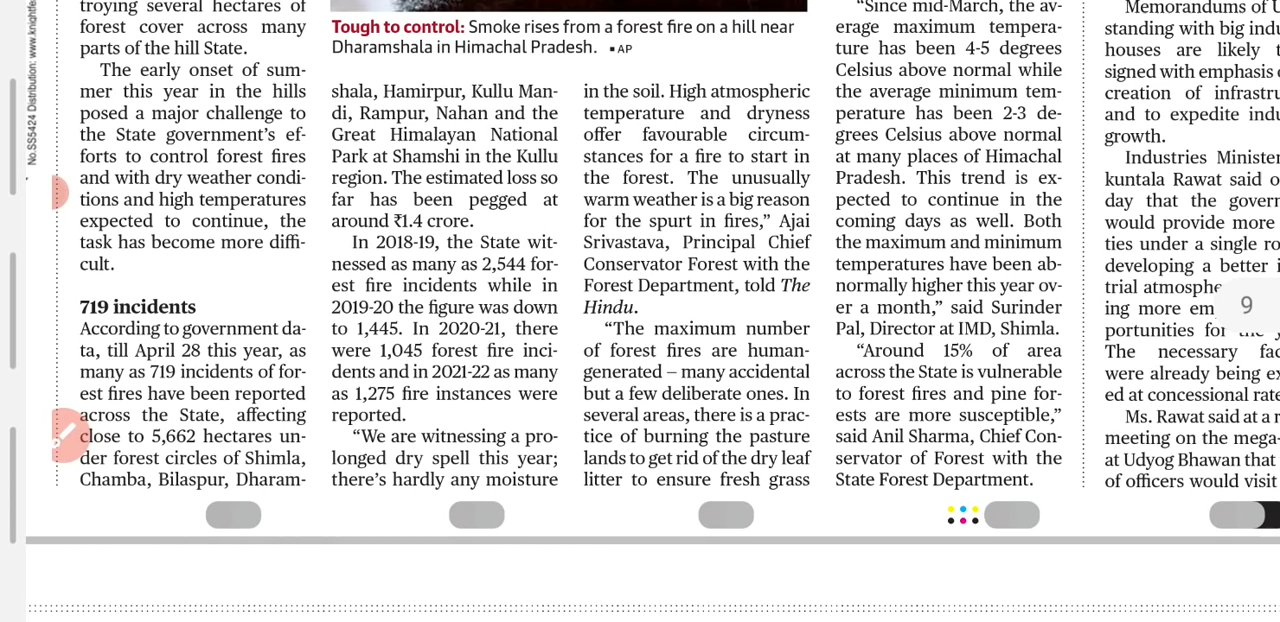 No.SS5424 Distribution: www.knightfe
troying several hectares of
forest cover across many
parts of the hill State.
The early onset of sum-
mer this year in the hills
posed a major challenge to
the State government's ef-
forts to control forest fires
and with dry weather condi-
tions and high temperatures
expected to continue, the
task has become more diffi-
cult.
719 incidents
According to government da-
ta, till April 28 this year, as
many as 719 incidents of for-
est fires have been reported
across the State, affecting
close to 5,662 hectares un-
der forest circles of Shimla,
Chamba, Bilaspur, Dharam-
Tough to control: Smoke rises from a forest fire on a hill near
Dharamshala in Himachal Pradesh. ▪ AP
shala, Hamirpur, Kullu Man-
di, Rampur, Nahan and the
Great Himalayan National
Park at Shamshi in the Kullu
region. The estimated loss so
far has been pegged at
around ₹1.4 crore.
In 2018-19, the State wit-
nessed as many as 2,544 for-
est fire incidents while in
2019-20 the figure was down
to 1,445. In 2020-21, there
were 1,045 forest fire inci-
dents and in 2021-22 as many
as 1,275 fire instances were
reported.
“We are witnessing a pro-
longed dry spell this year;
there's hardly any moisture
in the soil. High atmospheric
temperature and dryness
offer favourable circum-
stances for a fire to start in
the forest. The unusually
warm weather is a big reason
for the spurt in fires,” Ajai
Srivastava, Principal Chief
Conservator Forest with the
Forest Department, told The
Hindu.
“The maximum number
of forest fires are human-
generated – many accidental
but a few deliberate ones. In
several areas, there is a prac-
tice of burning the pasture
lands to get rid of the dry leaf
litter to ensure fresh grass
“Since mid-March, the av-
erage maximum tempera-
ture has been 4-5 degrees
Celsius above normal while
the average minimum tem-
perature has been 2-3 de-
grees Celsius above normal
at many places of Himachal
Pradesh. This trend is ex-
pected to continue in the
coming days as well. Both
the maximum and minimum
temperatures have been ab-
normally higher this year ov-
er a month,” said Surinder
Pal, Director at IMD, Shimla.
“Around 15% of area
across the State is vulnerable
to forest fires and pine for-
ests are more susceptible,”
said Anil Sharma, Chief Con-
servator of Forest with the
State Forest Department.
Memorandums of U
standing with big indu
houses are likely t
signed with emphasis
creation of infrastru
and to expedite indu
growth.
Industries Minister
kuntala Rawat said o
day that the govern
would provide more
ties under a single ro
developing a better i
trial atmosphe
ing more em
portunities for
The necessary fac
were already being ex
ed at concessional rate
Ms. Rawat said at a r
meeting on the mega-
at Udyog Bhawan that
of officers would visit
9